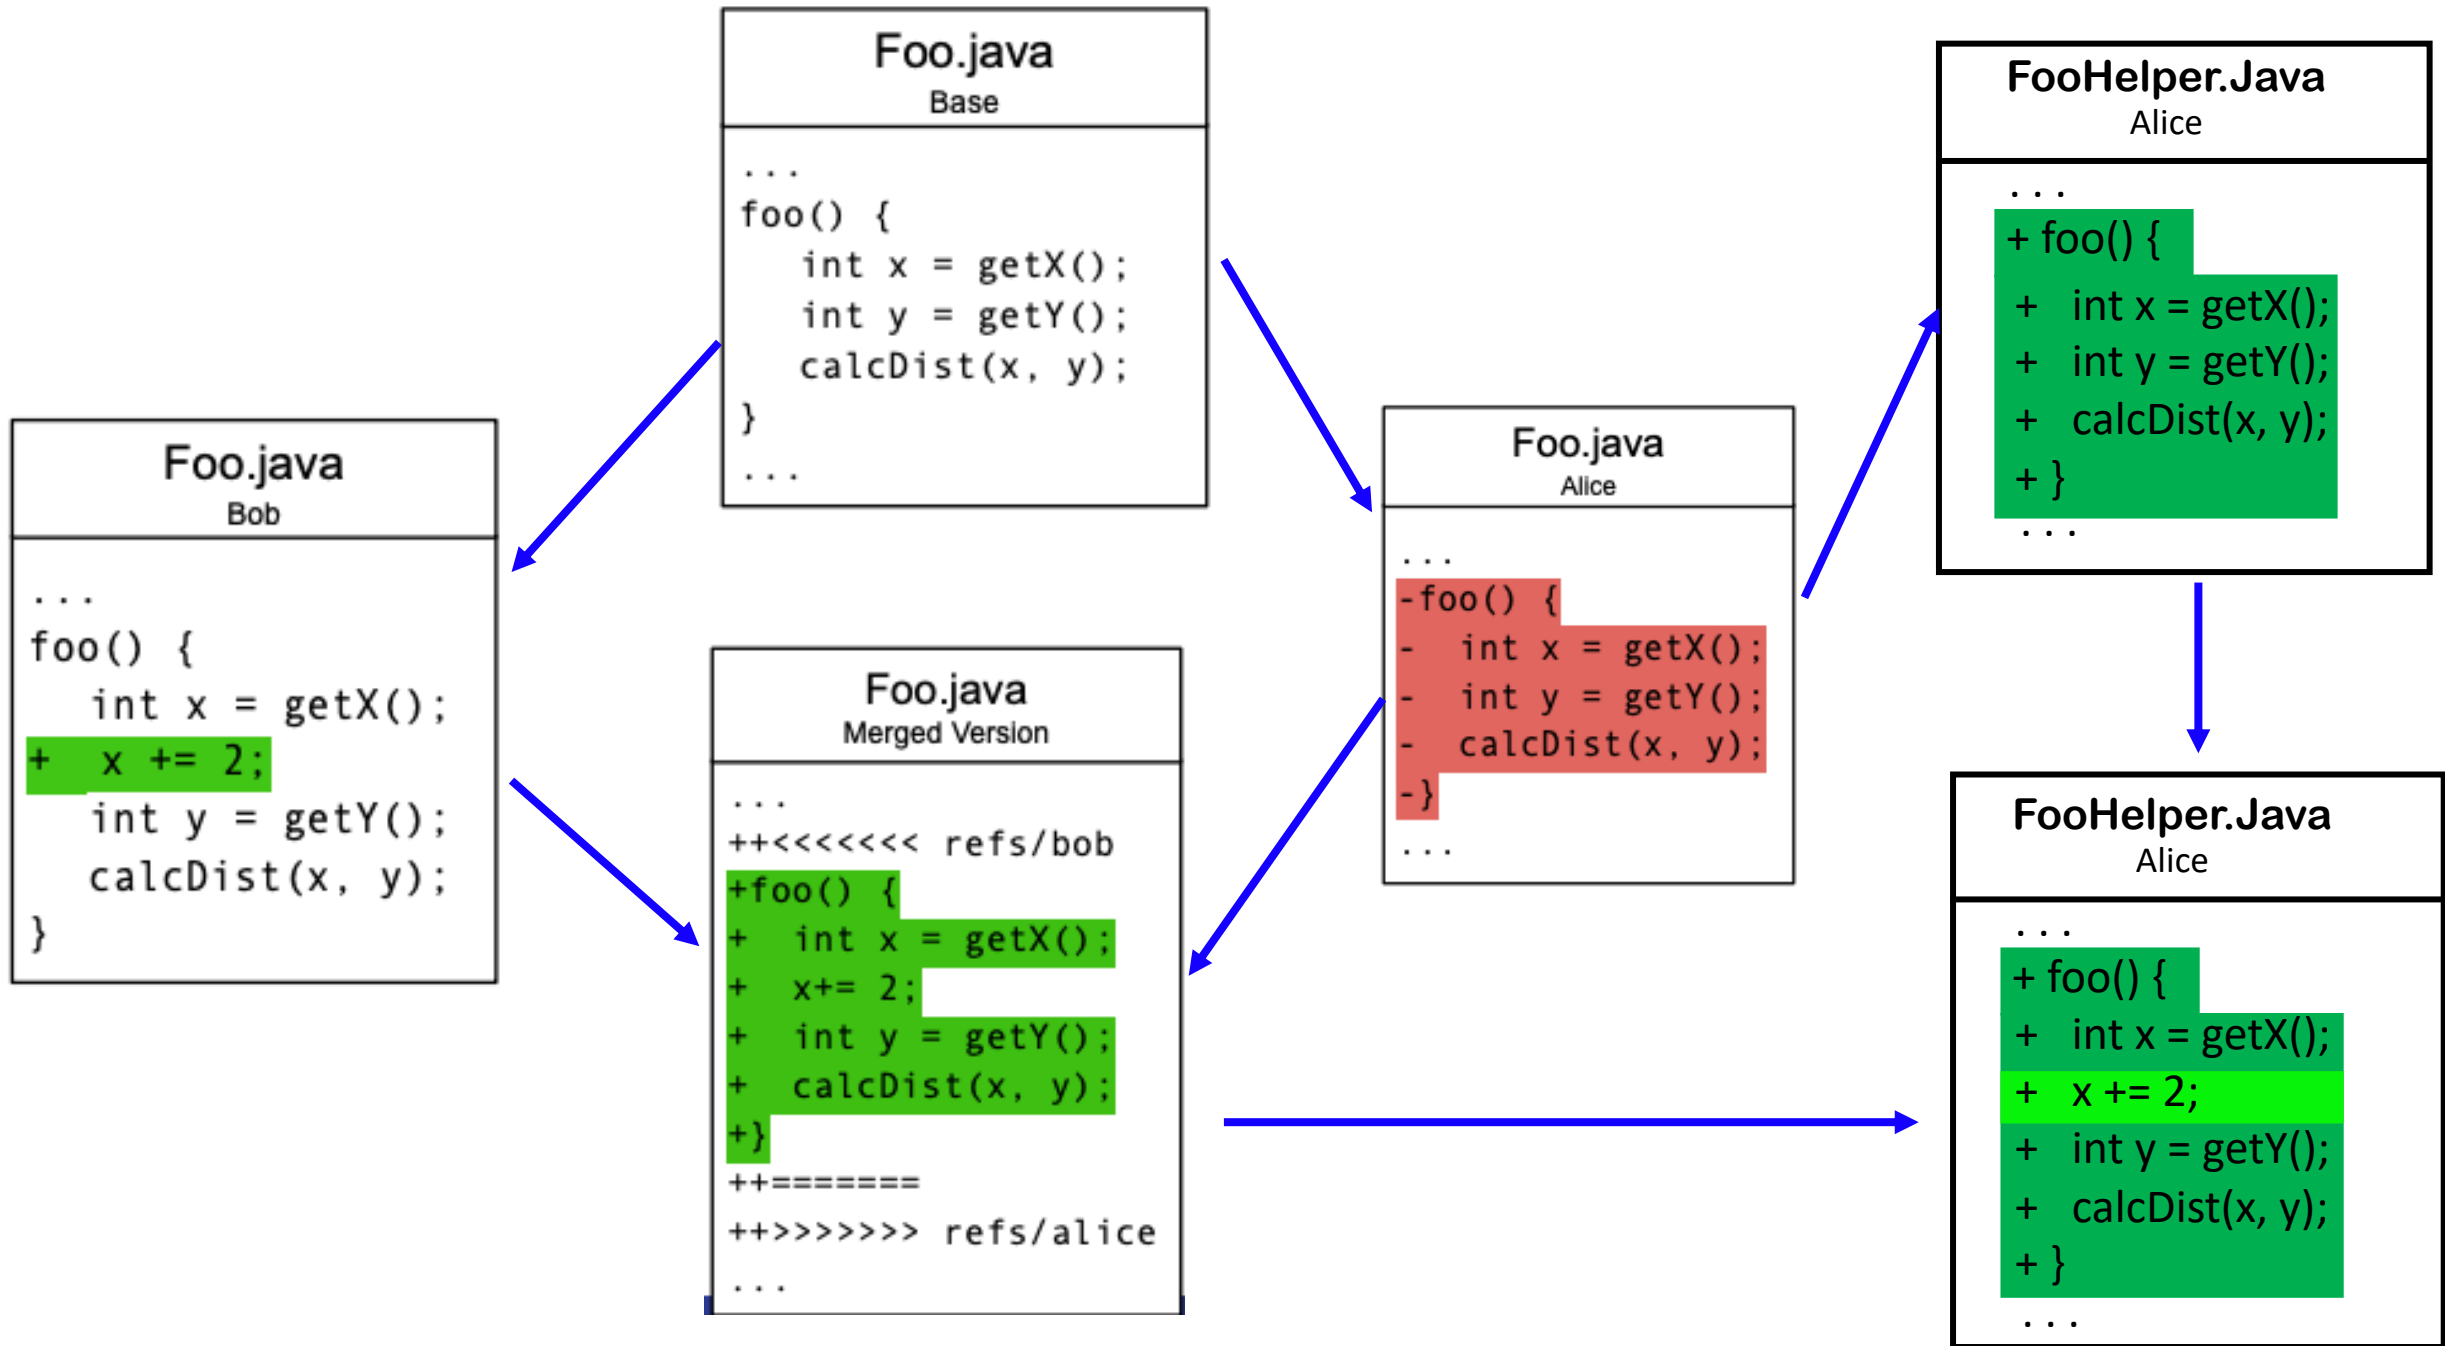 Foo.java
Base
...
foo() {
int x = getX();
int y = getY();
calcDist(x, y);
}
...
Foo.java
Bob
...
foo() {
int x = getX();
+ x += 2;
int y = getY();
calcDist(x, y);
}
Foo.java
Merged Version
...
++<<<<<<< refs/bob
+foo() {
+ int x = getX();
+ x+= 2;
+ int y = getY();
+ calcDist(x, y);
+}
++=======
++>>>>>>> refs/alice
...
Foo.java
Alice
...
-foo() {
- int x = getX();
- int y = getY();
- calcDist(x, y);
-}
...
FooHelper.Java
Alice
...
+ foo() {
+ int x = getX();
+ int y = getY();
+ calcDist(x, y);
+ }
...
FooHelper.Java
Alice
...
+ foo() {
+ int x = getX();
+ x += 2;
+ int y = getY();
+ calcDist(x, y);
+ }
...